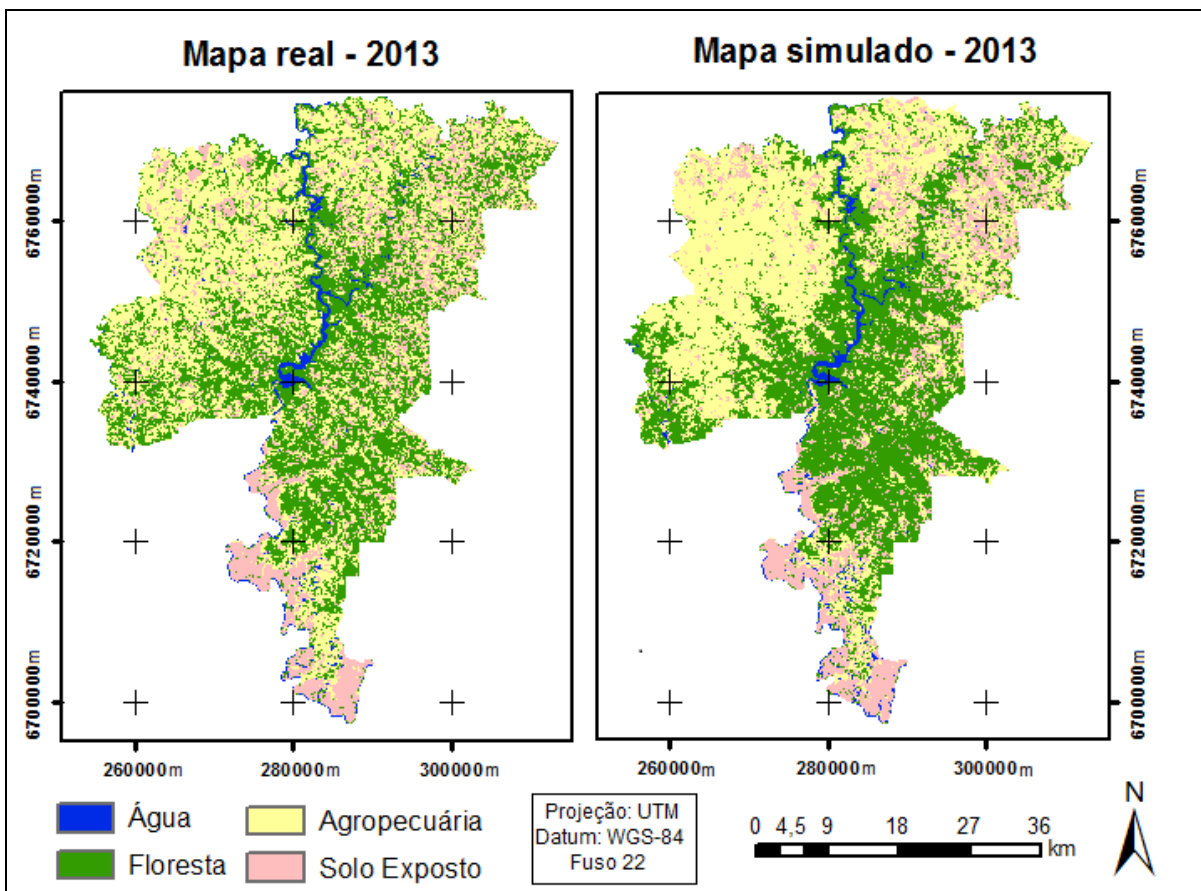 Mapa real - 2013
Mapa simulado - 2013
6760000m
6740000 m
6720000 m
6700000m
6760000m
6740000m
6720000m
6700000m
260000m
280000m
300000m
260000m
280000m
300000m
Água
Agropecuária
Floresta
Solo Exposto
Projeção: UTM
Datum: WGS-84
Fuso 22
0 4,5 9 18 27 36
km
N